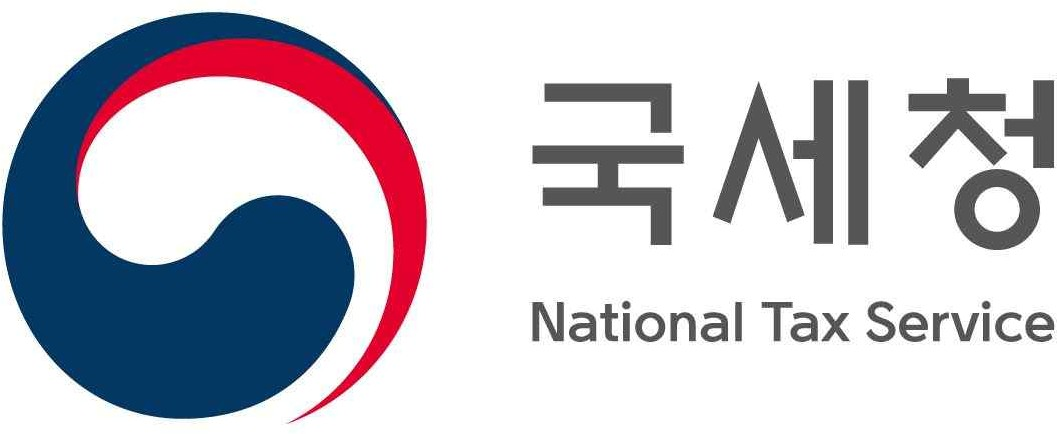 국세청
National Tax Service